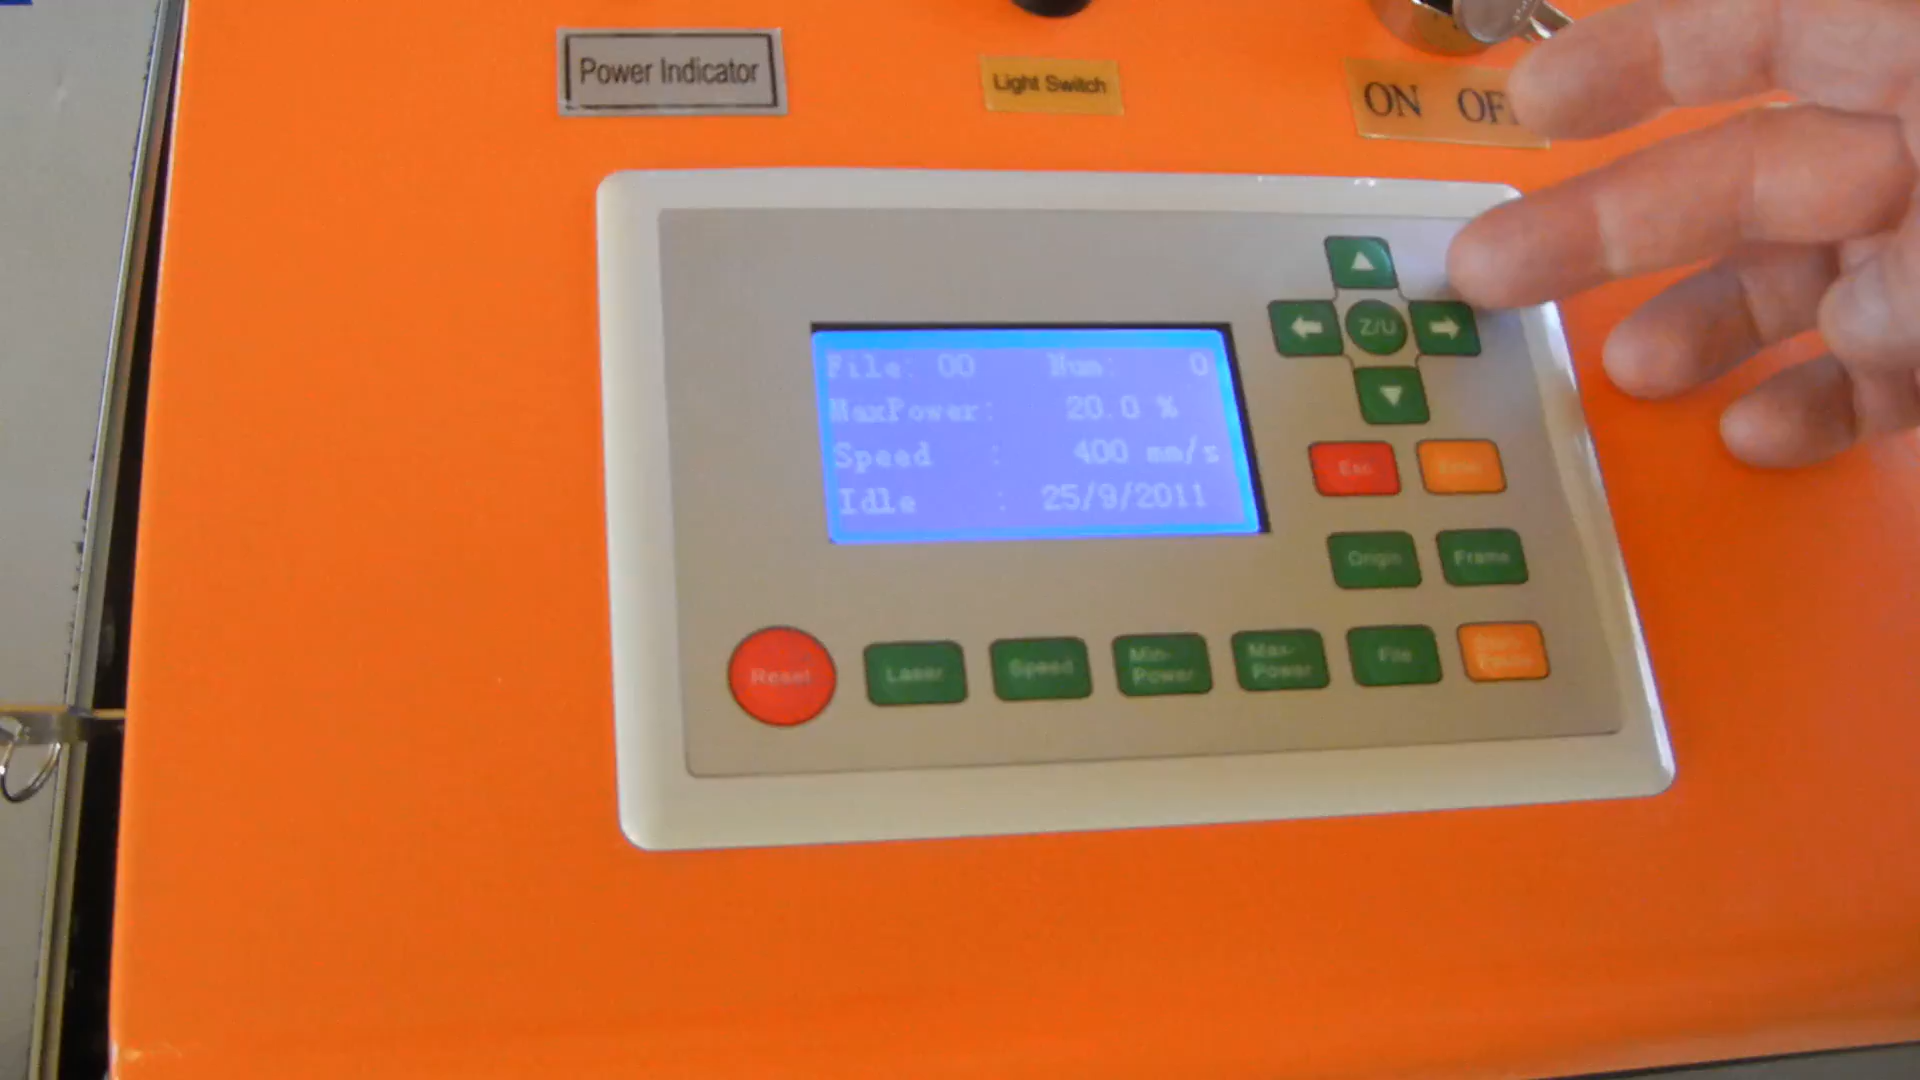 Power Indicator
Light Switch
ON OFF
File: 00 Num: 0
MaxPower: 20.0 %
Speed : 400 mm/s
Idle : 25/9/2011
Z/U
Esc
Origin Frame
Reset Laser Speed Min-Power Max-Power File